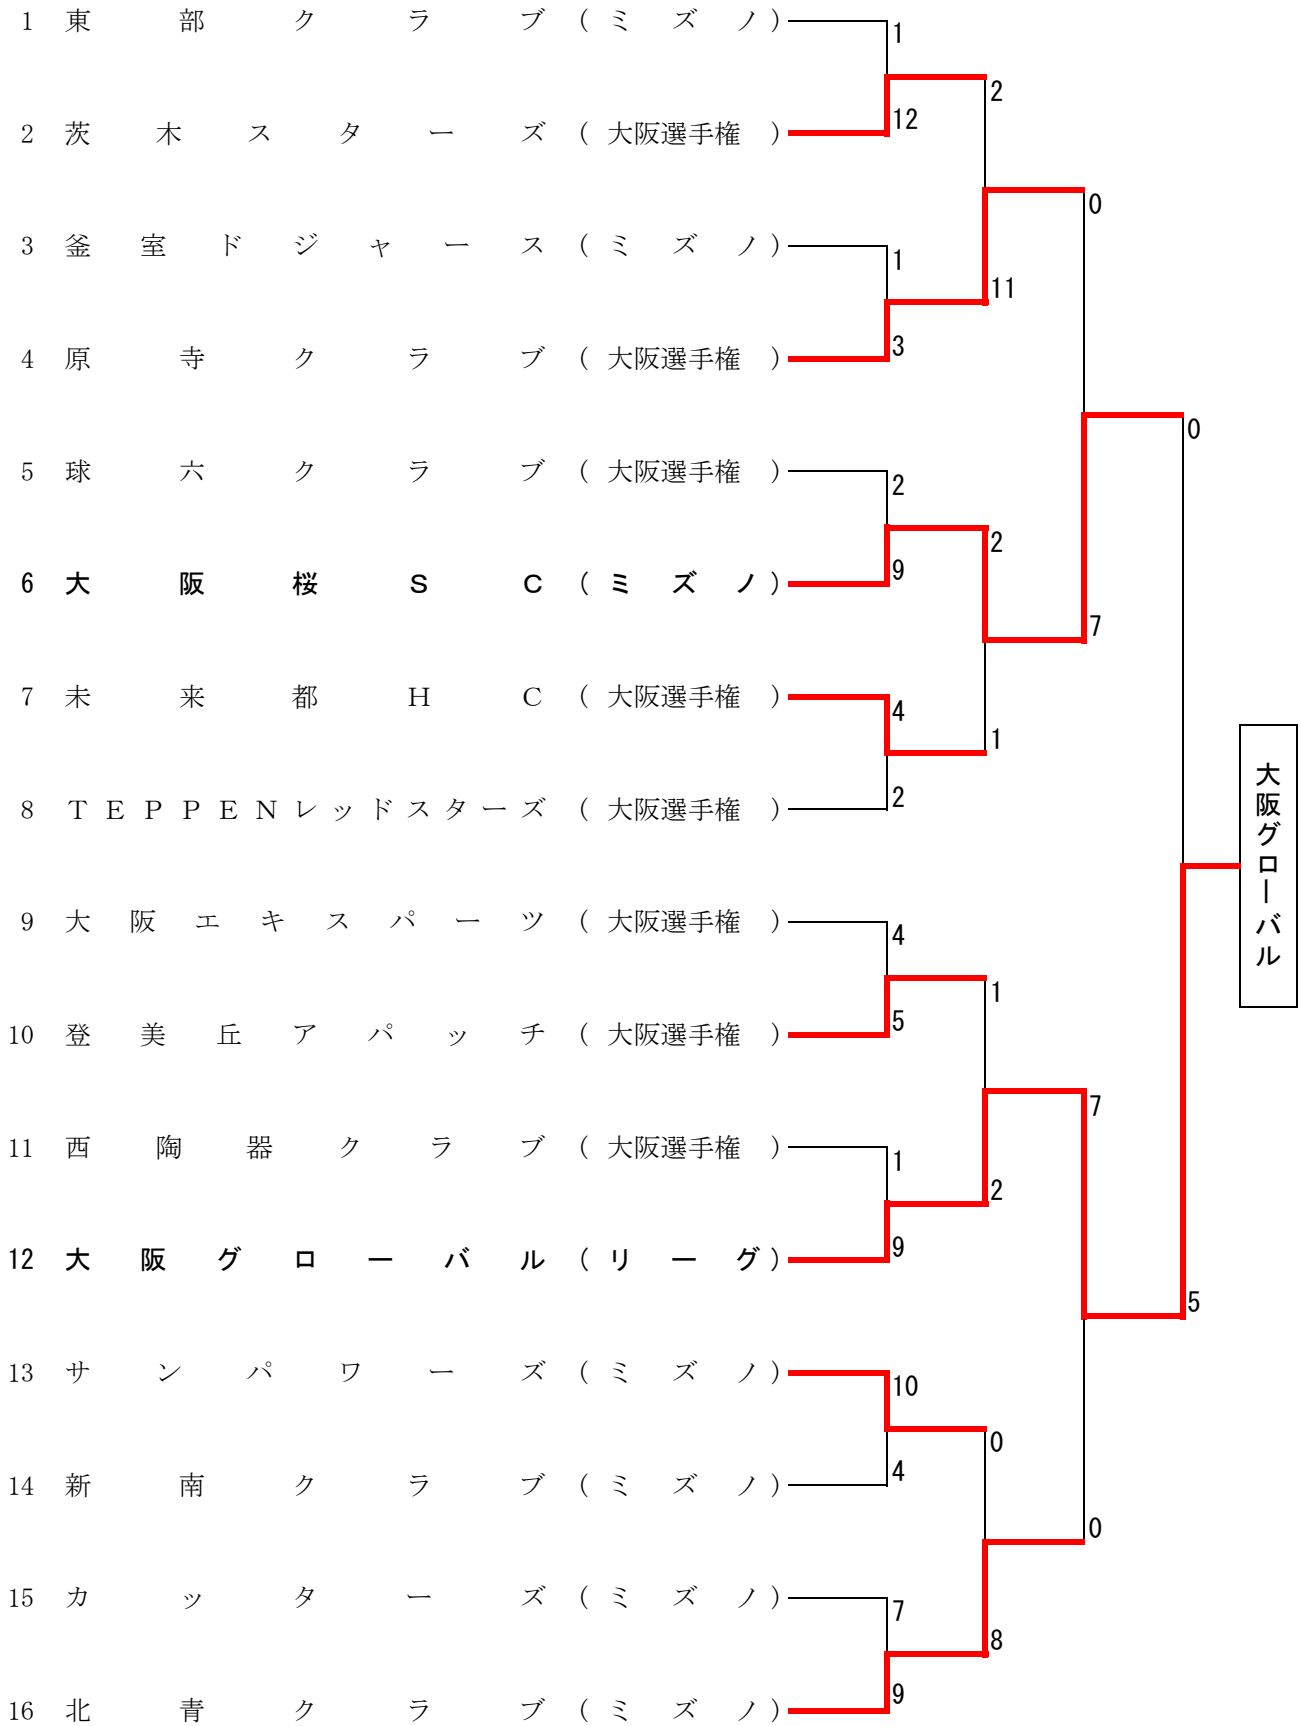 1 東部クラブ(ミズノ)
1
2
12
2 茨木スターズ(大阪選手権)
0
3 釜室ドジャース(ミズノ)
1
11
3
4 原寺クラブ(大阪選手権)
0
5 球六クラブ(大阪選手権)
2
2
9
6 大阪桜SC(ミズノ)
7
7 未来都HC(大阪選手権)
4
1
2
8 TEPPENレッドスターズ(大阪選手権)
大阪グローバル
9 大阪エキスパーツ(大阪選手権)
4
1
5
10 登美丘アパッチ(大阪選手権)
7
11 西陶器クラブ(大阪選手権)
1
2
9
12 大阪グローバル(リーグ)
5
13 サンパワーズ(ミズノ)
10
0
4
14 新南クラブ(ミズノ)
0
15 カッターズ(ミズノ)
7
8
9
16 北青クラブ(ミズノ)